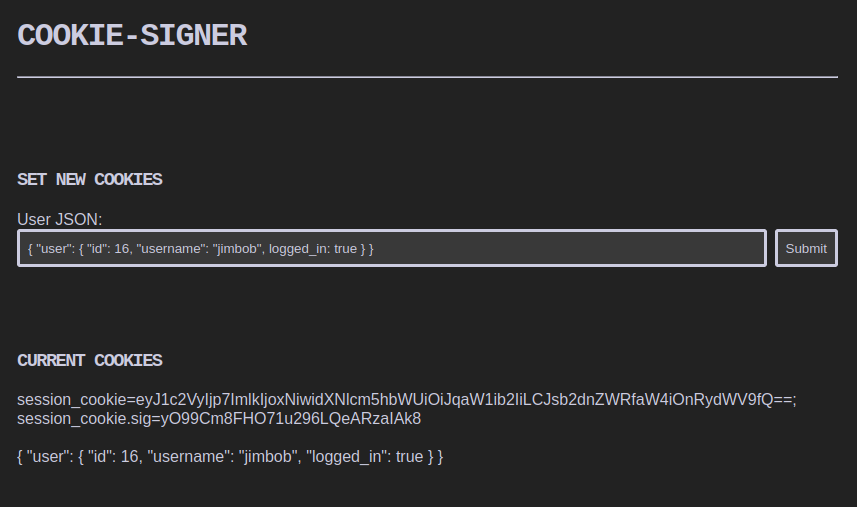 COOKIE-SIGNER
SET NEW COOKIES
User JSON:
{ "user": { "id": 16, "username": "jimbob", logged_in: true } }
Submit
CURRENT COOKIES
session_cookie=eyJ1c2VyIjp7ImlkIjoxNiwidXNlcm5hbWUiOiJqaW1ib2IiLCJsb2dnZWRfaW4iOnRydWV9fQ==;
session_cookie.sig=yO99Cm8FHO71u296LQeARzaIAk8
{ "user": { "id": 16, "username": "jimbob", "logged_in": true } }